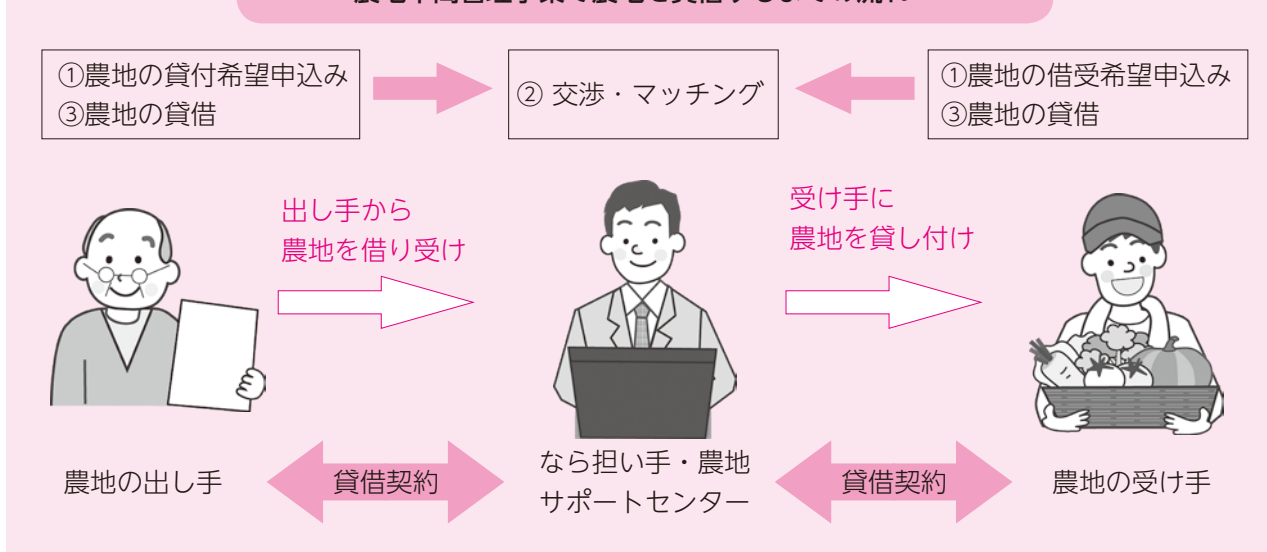 ①農地の貸付希望申込み
③農地の貸借
② 交渉・マッチング
①農地の借受希望申込み
③農地の貸借
出し手から
農地を借り受け
受け手に
農地を貸し付け
農地の出し手
貸借契約
なら担い手・農地
サポートセンター
貸借契約
農地の受け手